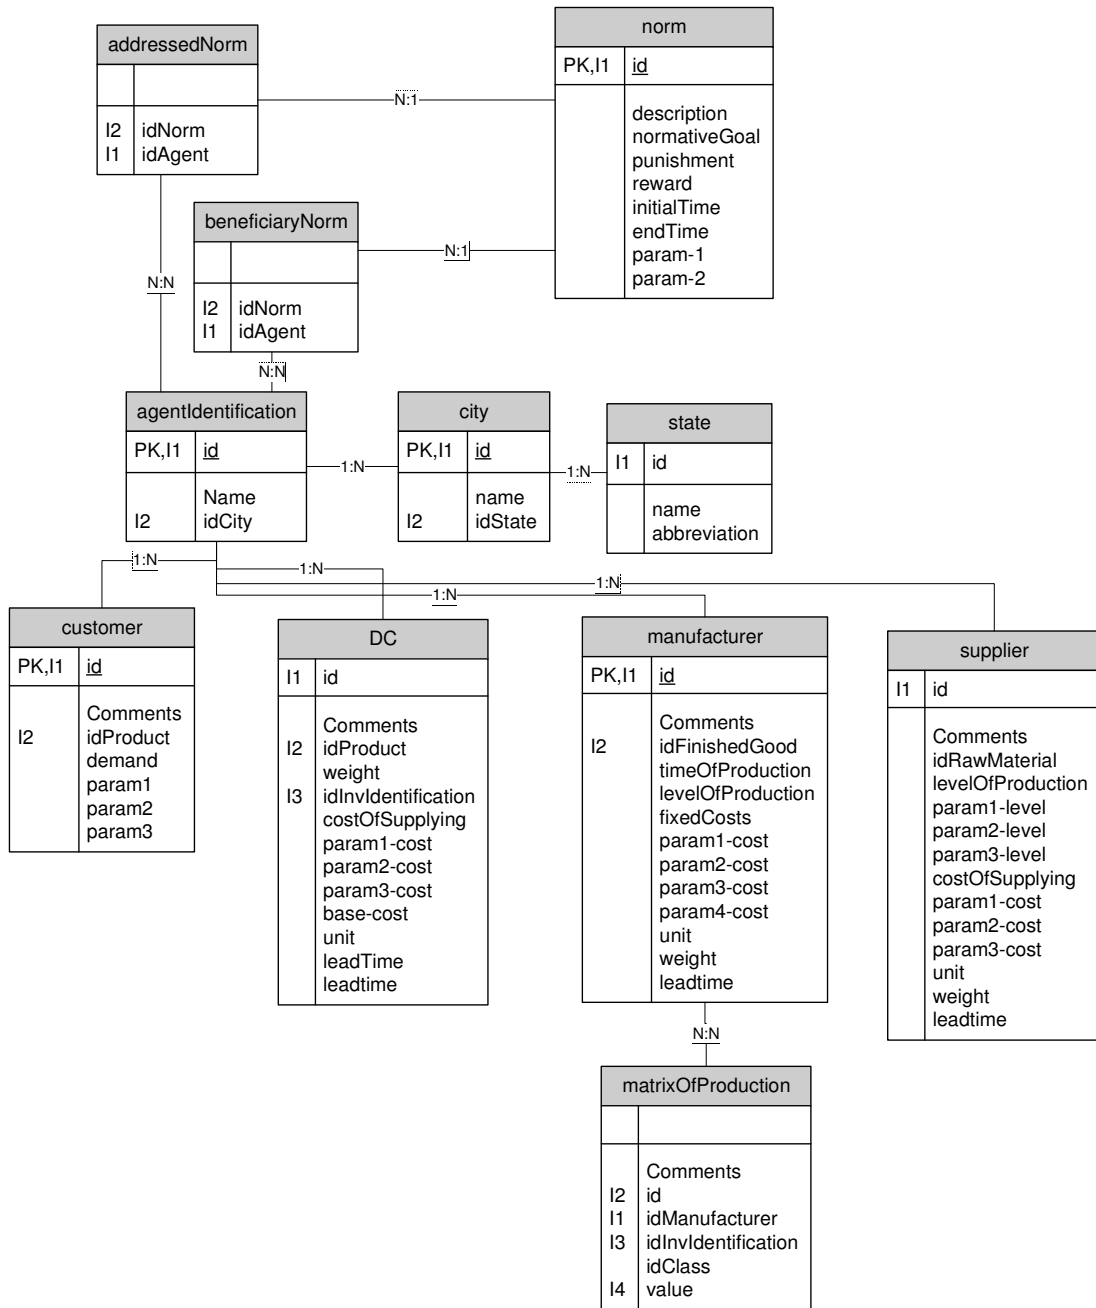 addressedNorm
I2 idNorm
I1 idAgent
norm
PK,I1 id
description
normativeGoal
punishment
reward
initialTime
endTime
param-1
param-2
N:1
beneficiaryNorm
I2 idNorm
I1 idAgent
N:1
N:N
N:N
agentIdentification
PK,I1 id
Name
I2 idCity
1:N
city
PK,I1 id
name
I2 idState
1:N
state
I1 id
name
abbreviation
1:N
1:N
1:N
1:N
customer
PK,I1 id
Comments
I2 idProduct
demand
param1
param2
param3
DC
I1 id
Comments
I2 idProduct
weight
I3 idInvIdentification
costOfSupplying
param1-cost
param2-cost
param3-cost
base-cost
unit
leadTime
leadtime
manufacturer
PK,I1 id
Comments
I2 idFinishedGood
timeOfProduction
levelOfProduction
fixedCosts
param1-cost
param2-cost
param3-cost
param4-cost
unit
weight
leadtime
supplier
I1 id
Comments
idRawMaterial
levelOfProduction
param1-level
param2-level
param3-level
costOfSupplying
param1-cost
param2-cost
param3-cost
unit
weight
leadtime
N:N
matrixOfProduction
Comments
I2 id
I1 idManufacturer
I3 idInvIdentification
idClass
I4 value